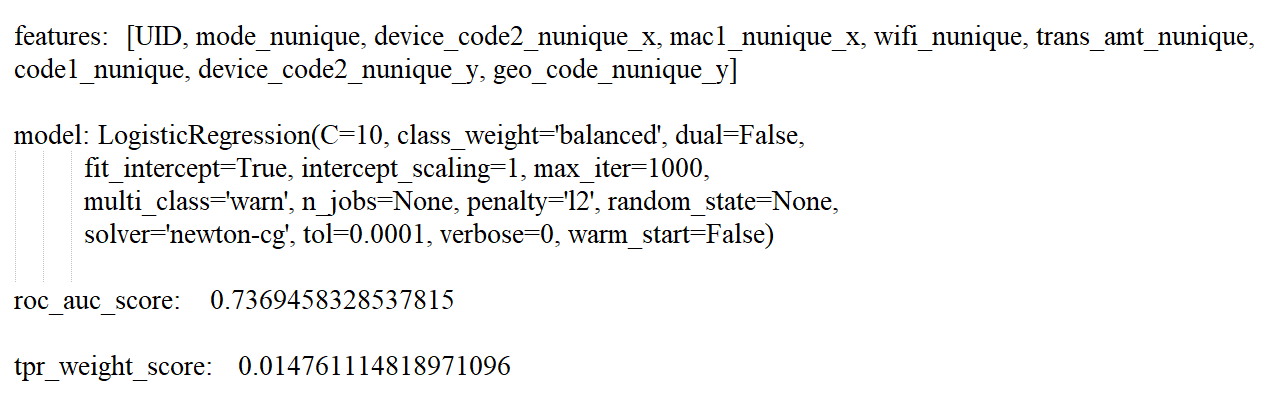 features: [UID, mode_nunique, device_code2_nunique_x, mac1_nunique_x, wifi_nunique, trans_amt_nunique,
code1_nunique, device_code2_nunique_y, geo_code_nunique_y]
model: LogisticRegression(C=10, class_weight='balanced', dual=False,
fit_intercept=True, intercept_scaling=1, max_iter=1000,
multi_class='warn', n_jobs=None, penalty='l2', random_state=None,
solver='newton-cg', tol=0.0001, verbose=0, warm_start=False)
roc_auc_score: 0.7369458328537815
tpr_weight_score: 0.014761114818971096